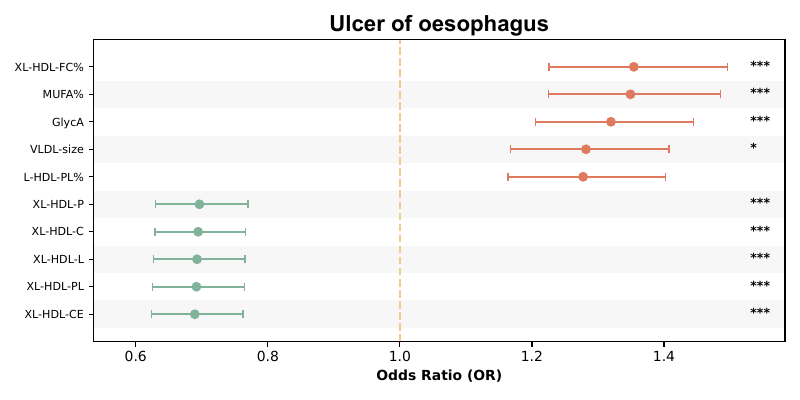 Ulcer of oesophagus
XL-HDL-FC% ***
MUFA% ***
GlycA ***
VLDL-size *
L-HDL-PL%
XL-HDL-P ***
XL-HDL-C ***
XL-HDL-L ***
XL-HDL-PL ***
XL-HDL-CE ***
0.6 0.8 1.0 1.2 1.4
Odds Ratio (OR)